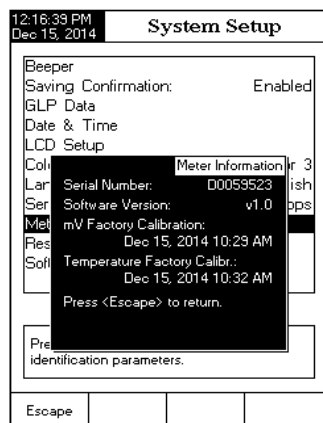 12:16:39 PM
Dec 15, 2014
System Setup
Beeper
Saving Confirmation: Enabled
GLP Data
Date & Time
LCD Setup
Meter Information
Serial Number: D0059523
Software Version: v1.0
mV Factory Calibration:
Dec 15, 2014 10:29 AM
Temperature Factory Calibr.:
Dec 15, 2014 10:32 AM
Press <Escape> to return.
identification parameters.
Escape